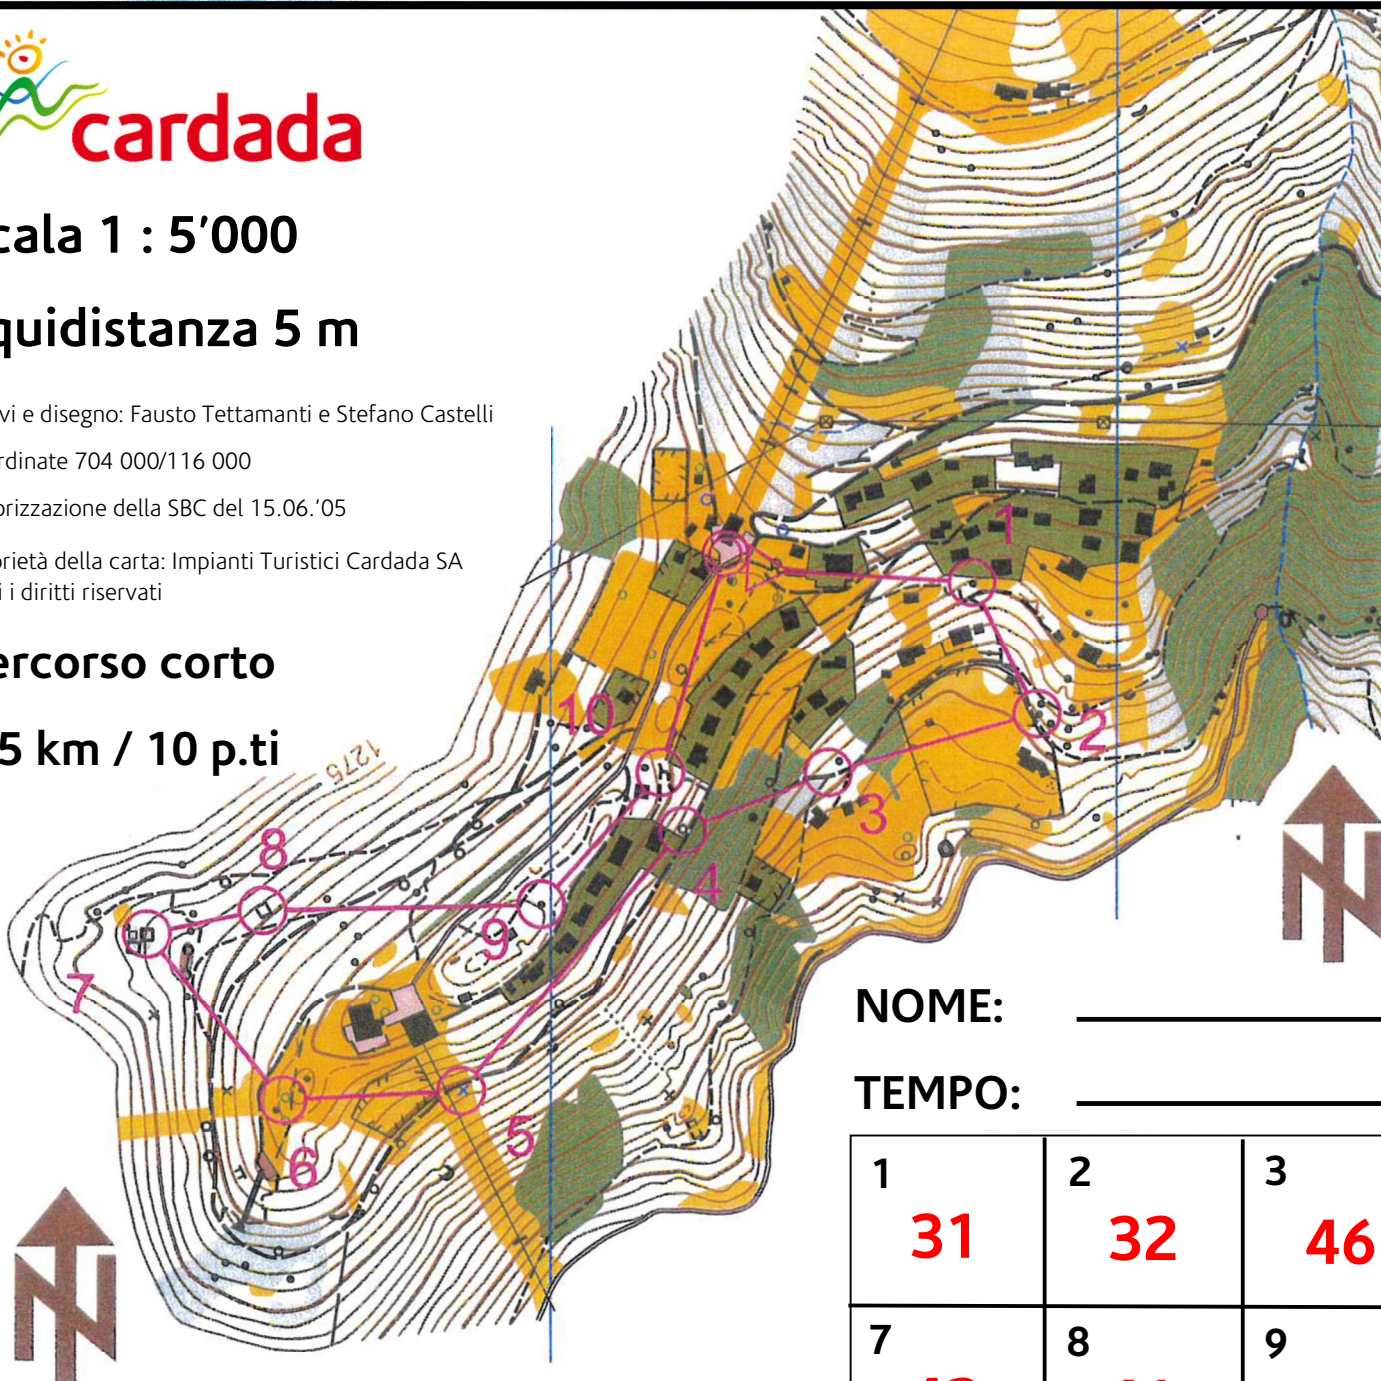 cardada
cala 1 : 5'000
quidistanza 5 m
vi e disegno: Fausto Tettamanti e Stefano Castelli
rdinate 704 000/116 000
orizzazione della SBC del 15.06.'05
prietà della carta: Impianti Turistici Cardada SA
i i diritti riservati
ercorso corto
5 km / 10 p.ti
1275
1
2
3
4
5
6
7
8
9
10
N
N
NOME:
TEMPO:
1 2 3
31 32 46
7 8 9